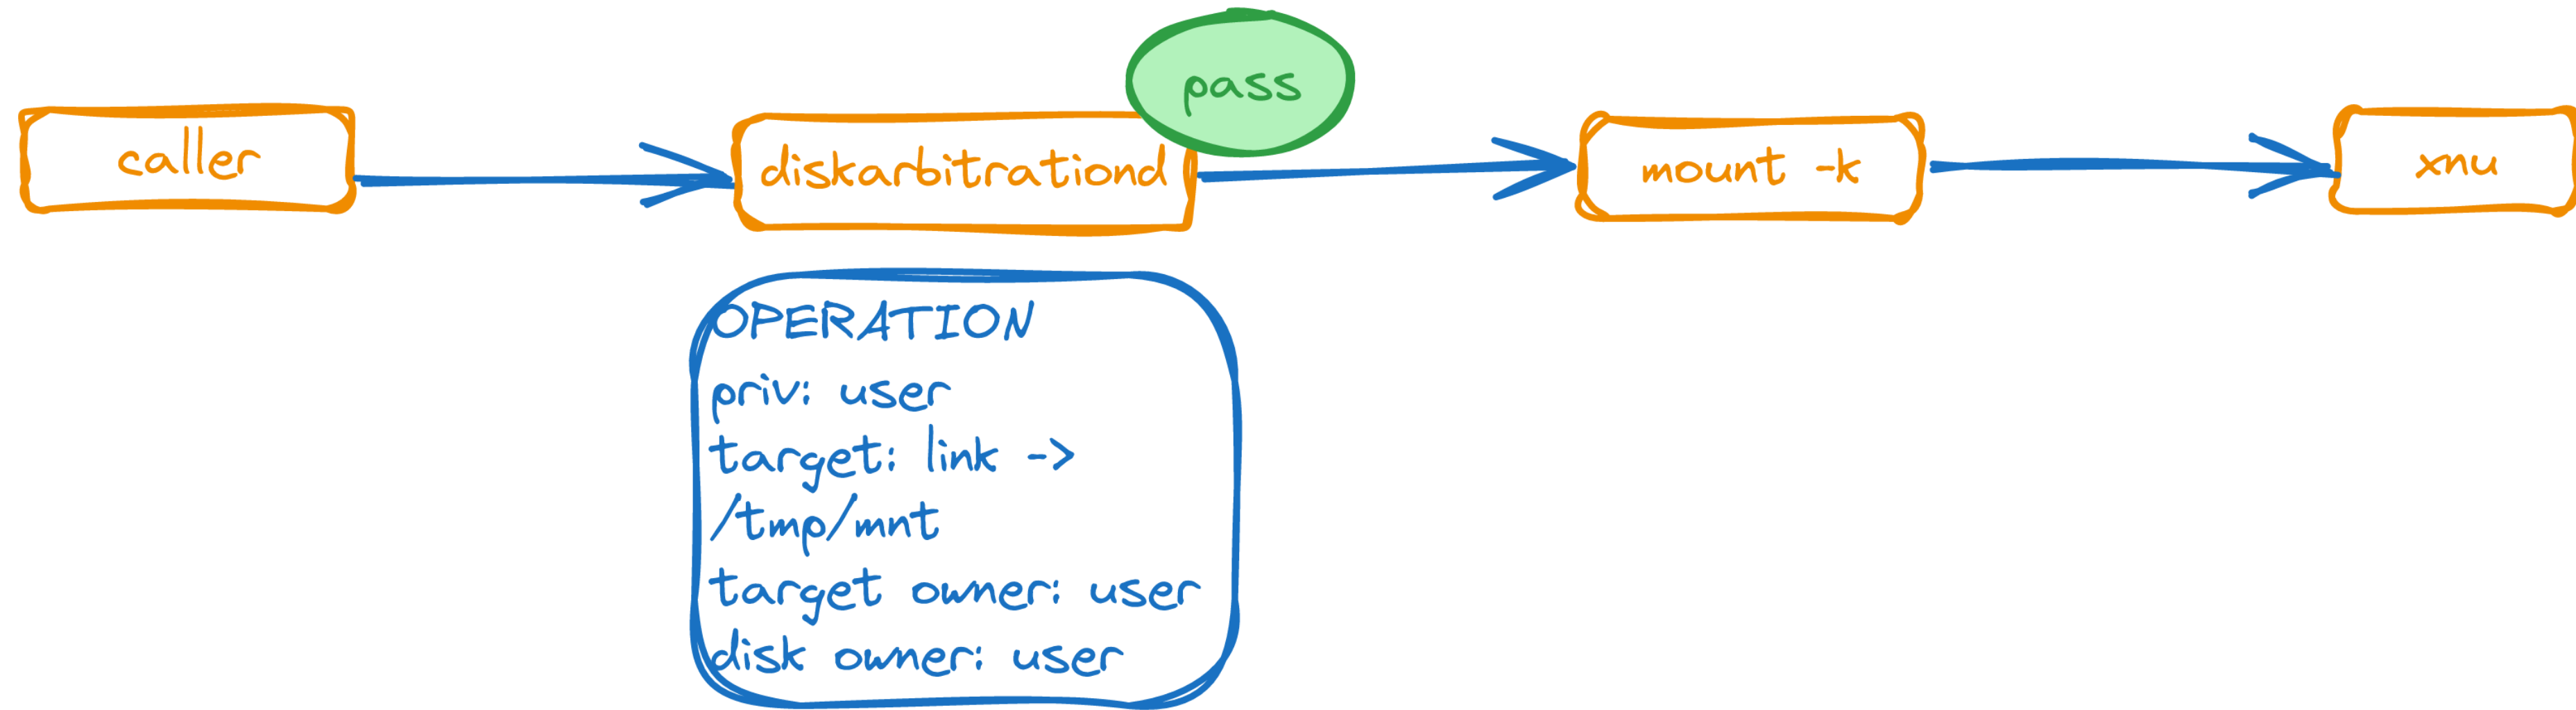 pass
caller
diskarbitrationd
mount -k
xnu
OPERATION
priv: user
target: link ->
/tmp/mnt
target owner: user
disk owner: user